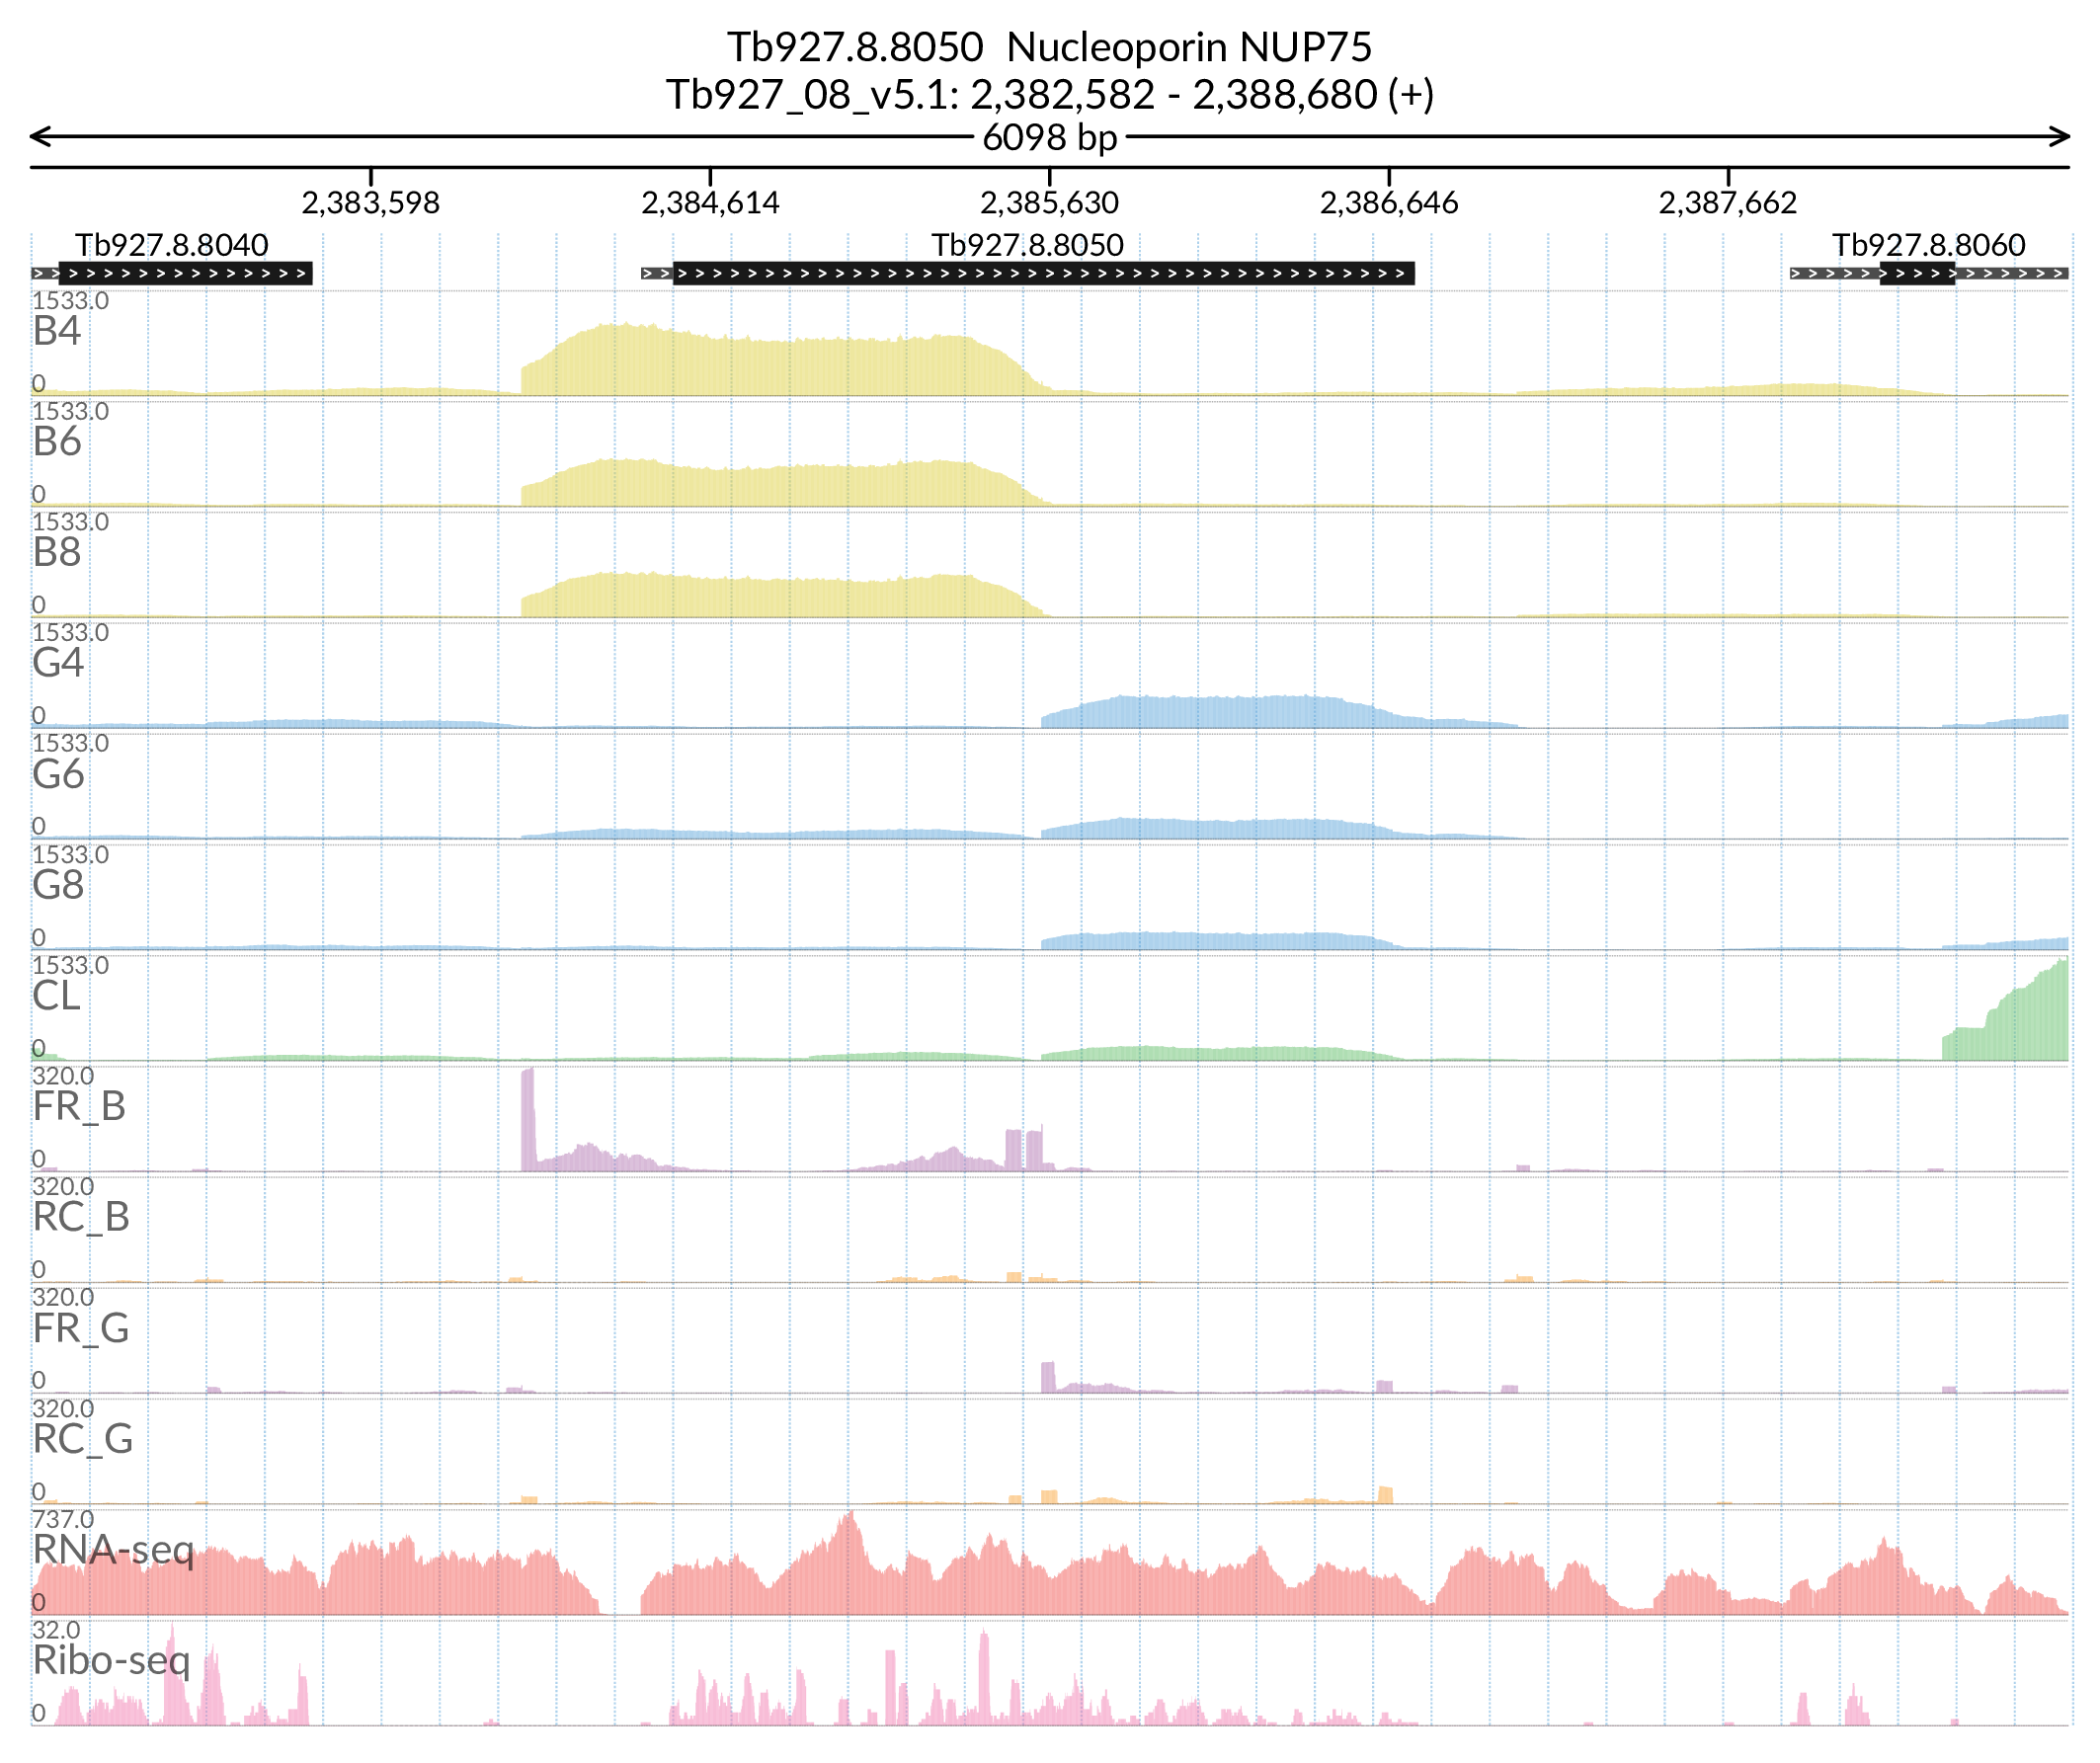 Tb927.8.8050  Nucleoporin NUP75
Tb927_08_v5.1: 2,382,582 - 2,388,680 (+)
6098 bp
2,383,598 2,384,614 2,385,630 2,386,646 2,387,662
Tb927.8.8040 Tb927.8.8050 Tb927.8.8060
1533.0
B4
0
1533.0
B6
0
1533.0
B8
0
1533.0
G4
0
1533.0
G6
0
1533.0
G8
0
1533.0
CL
0
320.0
FR_B
0
320.0
RC_B
0
320.0
FR_G
0
320.0
RC_G
0
737.0
RNA-seq
0
32.0
Ribo-seq
0